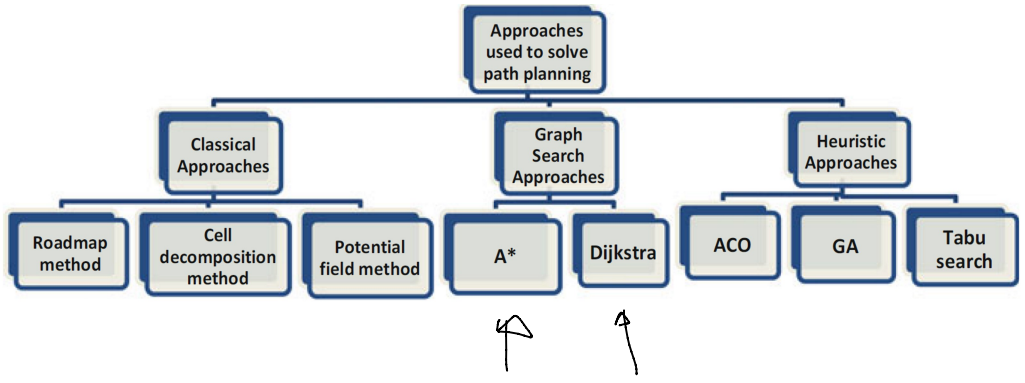 Approaches
used to solve
path planning
Classical
Approaches
Graph
Search
Approaches
Heuristic
Approaches
Roadmap
method
Cell
decomposition
method
Potential
field method
A*
Dijkstra
ACO
GA
Tabu
search